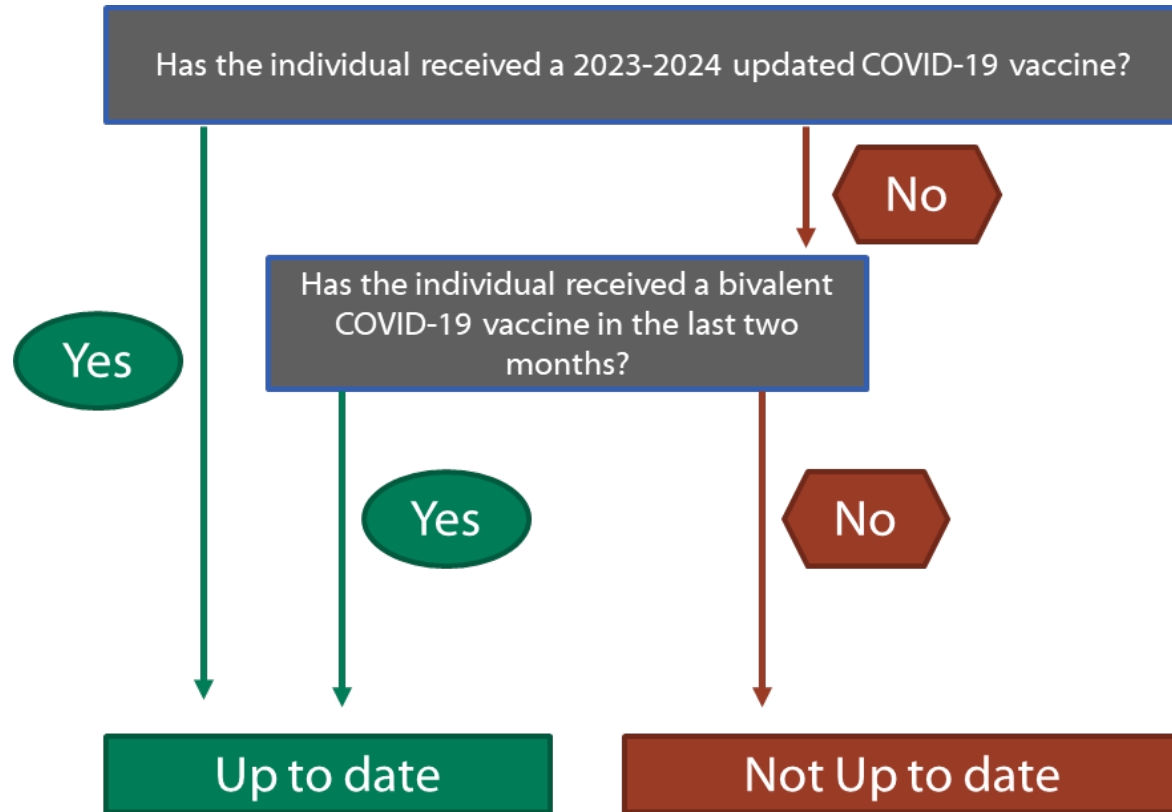 Has the individual received a 2023-2024 updated COVID-19 vaccine?
No
Has the individual received a bivalent
COVID-19 vaccine in the last two
months?
Yes
Yes
No
Up to date
Not Up to date